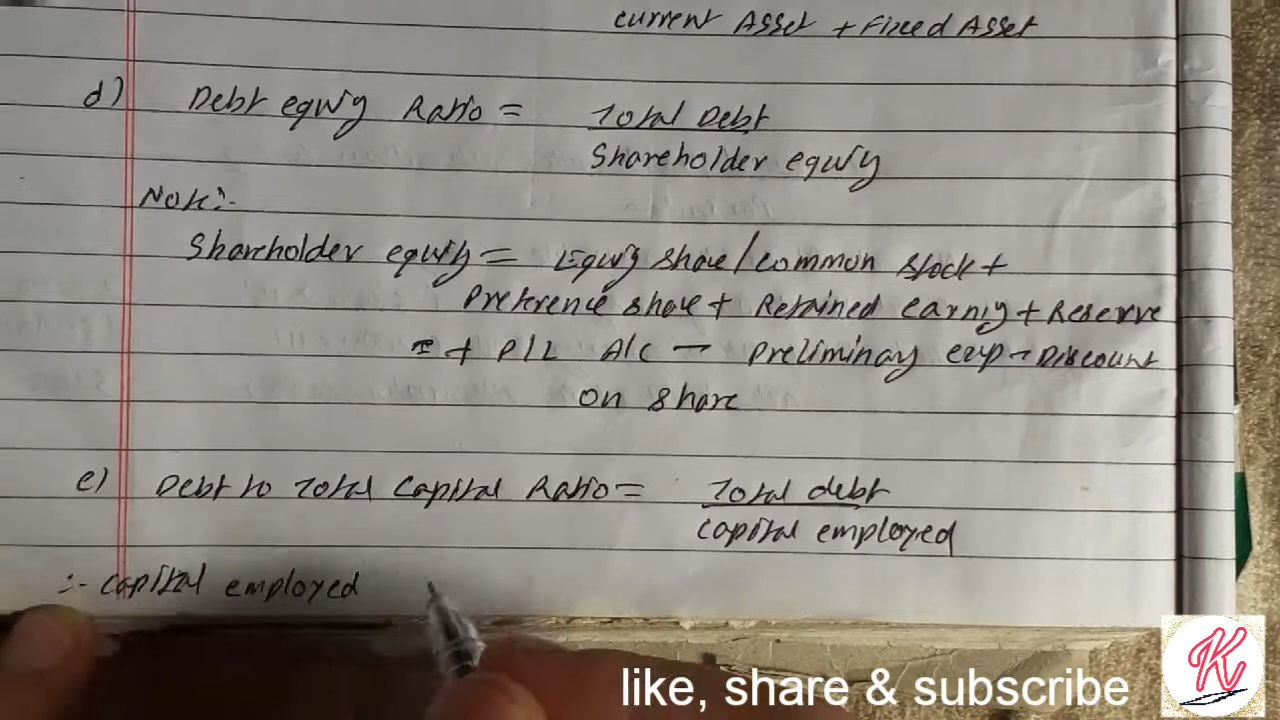 current Asset + Fixed Asset
d) Debt equity Ratio = Total Debt
Shareholder equity
Note:-
Shareholder equity = Equity share/common stock +
Preference share + Retained earnig + Reserve
+ P/L A/C - Preliminary exp - Discount
on share
e) Debt to Total Capital Ratio = Total debt
capital employed
:- capital employed
like, share & subscribe
K